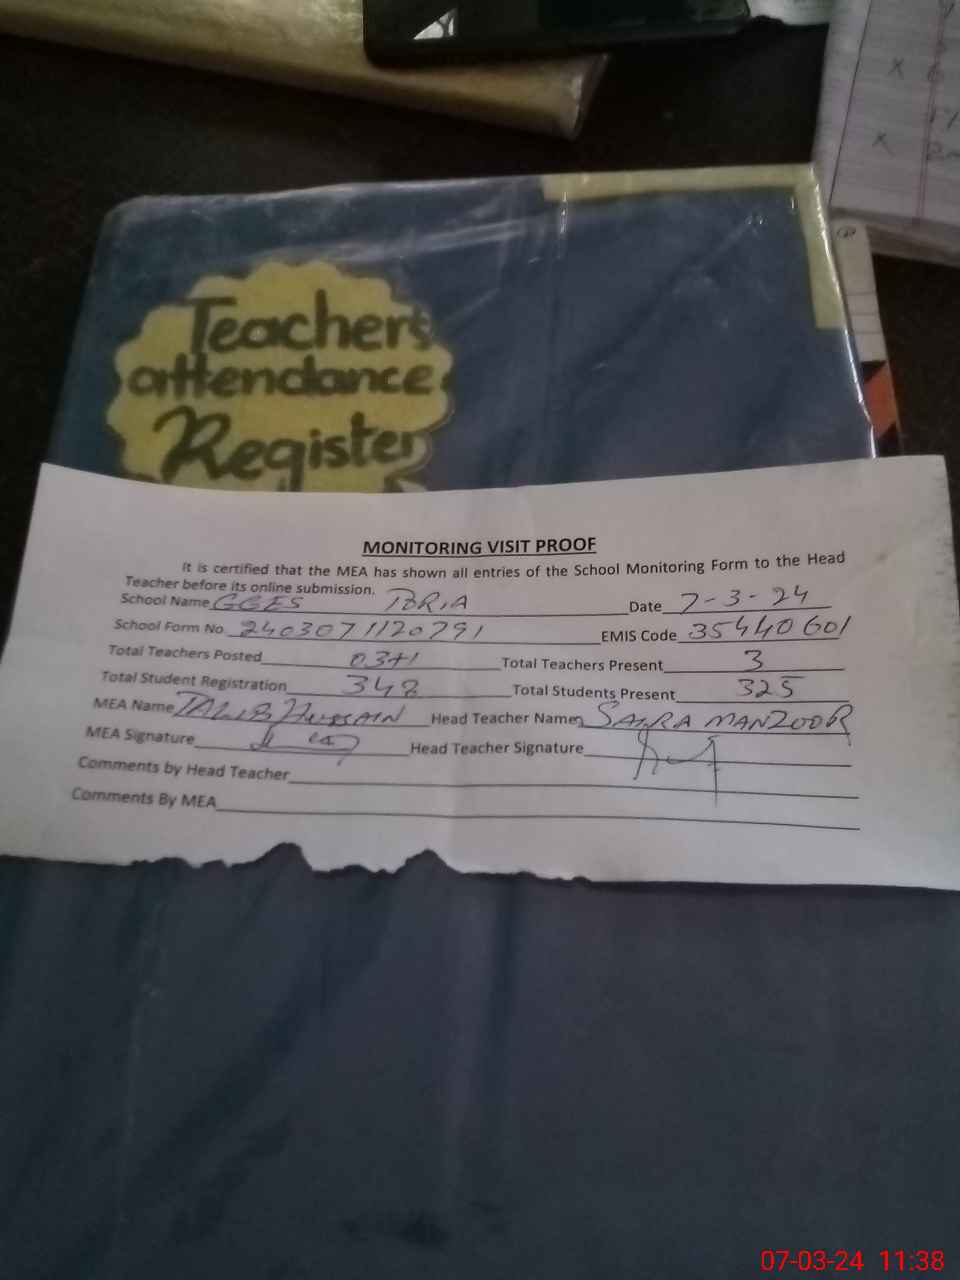 Teachers
attendance
Register
MONITORING VISIT PROOF
It is certified that the MEA has shown all entries of the School Monitoring Form to the Head
Teacher before its online submission.
School Name GGES TORIA Date 7-3-24
School Form No. 2403071120791 EMIS Code 35440601
Total Teachers Posted 03+1 Total Teachers Present 3
Total Student Registration 348 Total Students Present 325
MEA Name TALIB HUSSAIN Head Teacher Name SAIRA MANZOOR
MEA Signature Head Teacher Signature
Comments by Head Teacher
Comments By MEA
07-03-24 11:38